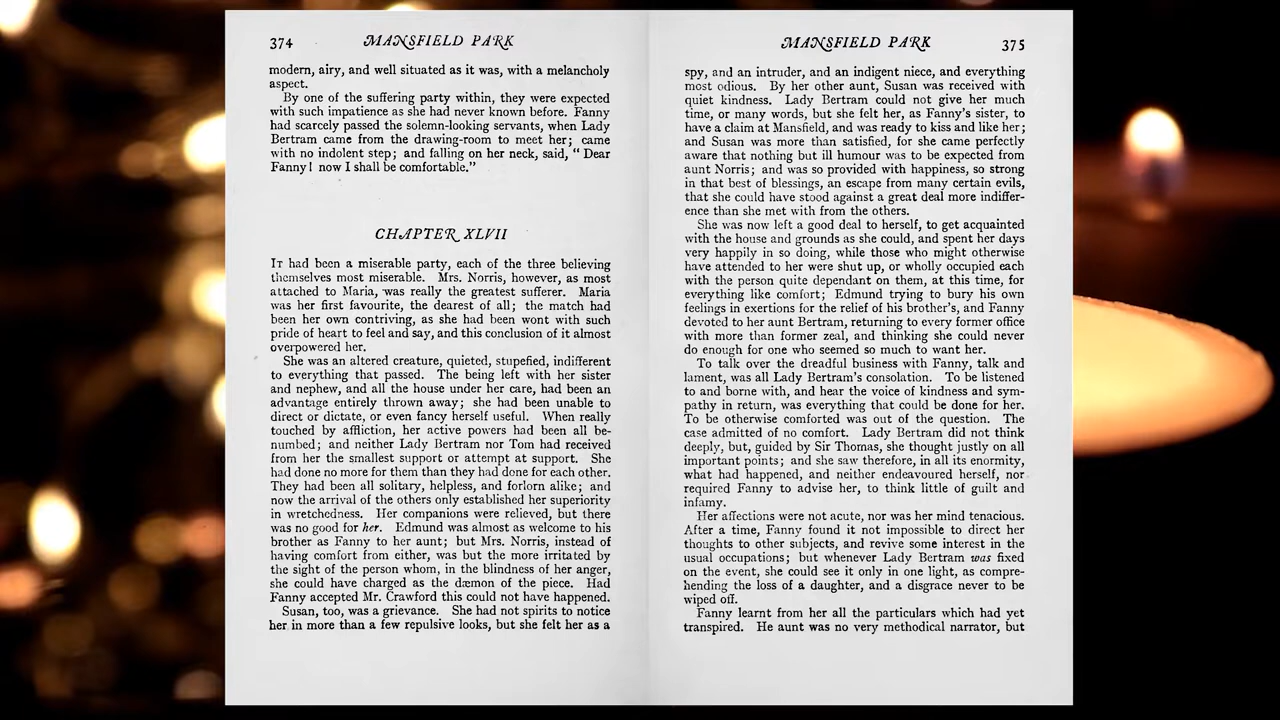 374 MANSFIELD PARK
modern, airy, and well situated as it was, with a melancholy
aspect.
By one of the suffering party within, they were expected
with such impatience as she had never known before. Fanny
had scarcely passed the solemn-looking servants, when Lady
Bertram came from the drawing-room to meet her; came
with no indolent step; and falling on her neck, said, “ Dear
Fanny! now I shall be comfortable.”
CHAPTER XLVII
IT had been a miserable party, each of the three believing
themselves most miserable. Mrs. Norris, however, as most
attached to Maria, was really the greatest sufferer. Maria
was her first favourite, the dearest of all; the match had
been her own contriving, as she had been wont with such
pride of heart to feel and say, and this conclusion of it almost
overpowered her.
She was an altered creature, quieted, stupefied, indifferent
to everything that passed. The being left with her sister
and nephew, and all the house under her care, had been an
advantage entirely thrown away; she had been unable to
direct or dictate, or even fancy herself useful. When really
touched by affliction, her active powers had been all be-
numbed; and neither Lady Bertram nor Tom had received
from her the smallest support or attempt at support. She
had done no more for them than they had done for each other.
They had been all solitary, helpless, and forlorn alike; and
now the arrival of the others only established her superiority
in wretchedness. Her companions were relieved, but there
was no good for her. Edmund was almost as welcome to his
brother as Fanny to her aunt; but Mrs. Norris, instead of
having comfort from either, was but the more irritated by
the sight of the person whom, in the blindness of her anger,
she could have charged as the dæmon of the piece. Had
Fanny accepted Mr. Crawford this could not have happened.
Susan, too, was a grievance. She had not spirits to notice
her in more than a few repulsive looks, but she felt her as a
MANSFIELD PARK 375
spy, and an intruder, and an indigent niece, and everything
most odious. By her other aunt, Susan was received with
quiet kindness. Lady Bertram could not give her much
time, or many words, but she felt her, as Fanny's sister, to
have a claim at Mansfield, and was ready to kiss and like her;
and Susan was more than satisfied, for she came perfectly
aware that nothing but ill humour was to be expected from
aunt Norris; and was so provided with happiness, so strong
in that best of blessings, an escape from many certain evils,
that she could have stood against a great deal more indiffer-
ence than she met with from the others.
She was now left a good deal to herself, to get acquainted
with the house and grounds as she could, and spent her days
very happily in so doing, while those who might otherwise
have attended to her were shut up, or wholly occupied each
with the person quite dependant on them, at this time, for
everything like comfort; Edmund trying to bury his own
feelings in exertions for the relief of his brother's, and Fanny
devoted to her aunt Bertram, returning to every former office
with more than former zeal, and thinking she could never
do enough for one who seemed so much to want her.
To talk over the dreadful business with Fanny, talk and
lament, was all Lady Bertram's consolation. To be listened
to and borne with, and hear the voice of kindness and sym-
pathy in return, was everything that could be done for her.
To be otherwise comforted was out of the question. The
case admitted of no comfort. Lady Bertram did not think
deeply, but, guided by Sir Thomas, she thought justly on all
important points; and she saw therefore, in all its enormity,
what had happened, and neither endeavoured herself, nor
required Fanny to advise her, to think little of guilt and
infamy.
Her affections were not acute, nor was her mind tenacious.
After a time, Fanny found it not impossible to direct her
thoughts to other subjects, and revive some interest in the
usual occupations; but whenever Lady Bertram was fixed
on the event, she could see it only in one light, as compre-
hending the loss of a daughter, and a disgrace never to be
wiped off.
Fanny learnt from her all the particulars which had yet
transpired. He aunt was no very methodical narrator, but